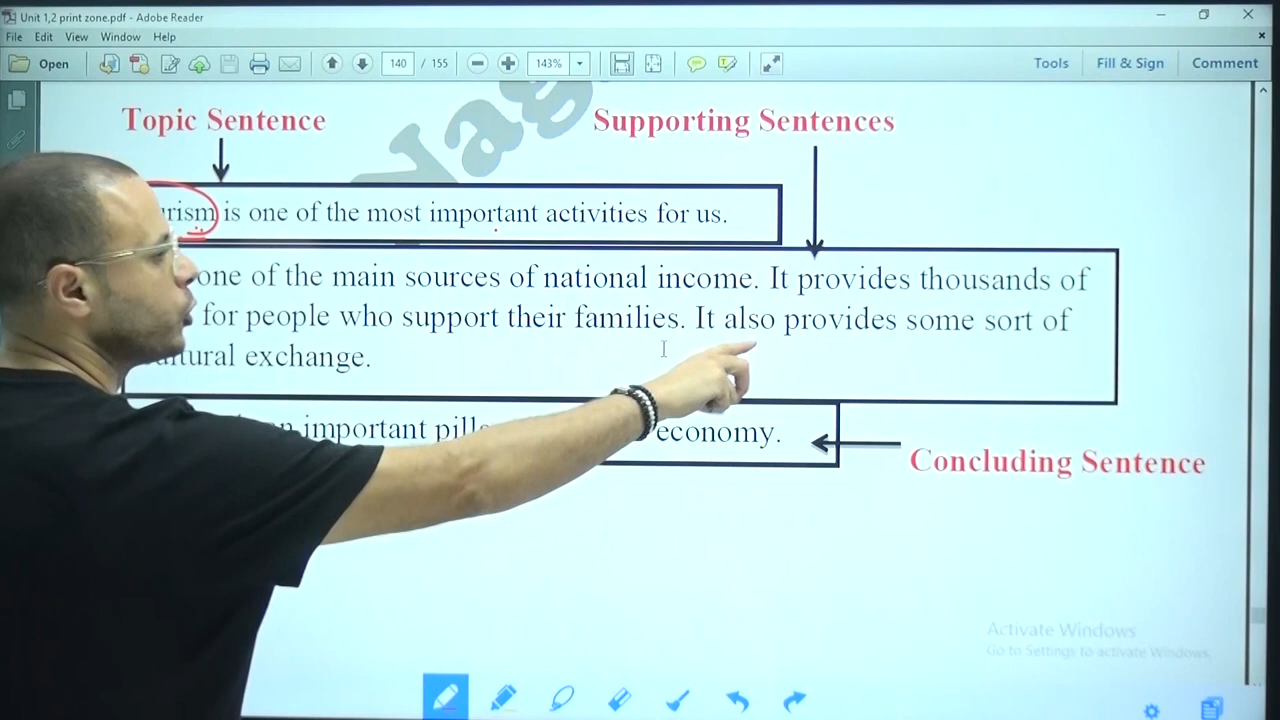 Unit 1,2 print zone.pdf - Adobe Reader
File Edit View Window Help
Open 140 / 155 143% Tools Fill & Sign Comment
Topic Sentence Supporting Sentences
is one of the most important activities for us.
one of the main sources of national income. It provides thousands of
for people who support their families. It also provides some sort of
exchange.
important economy.
Concluding Sentence
Activate Windows
Go to Settings to activate Windows.